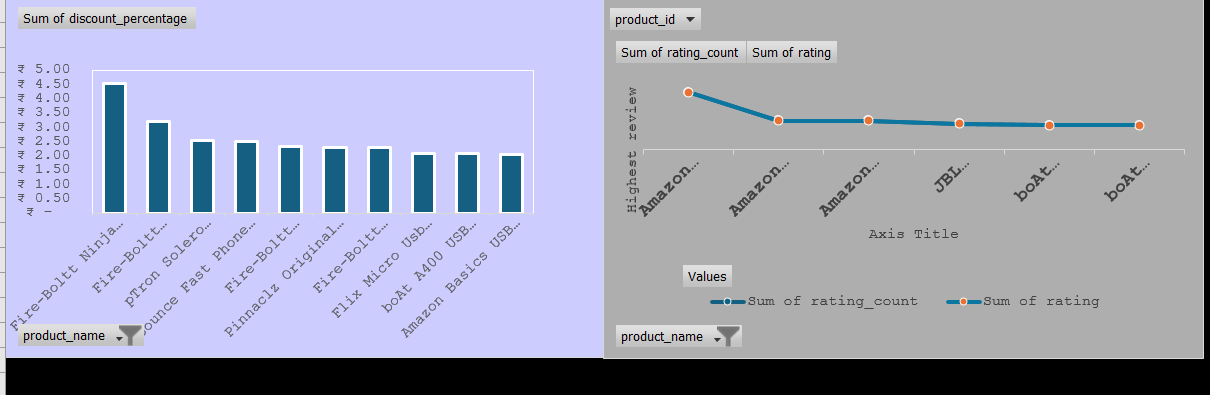 Sum of discount_percentage
₹ 5.00
₹ 4.50
₹ 4.00
₹ 3.50
₹ 3.00
₹ 2.50
₹ 2.00
₹ 1.50
₹ 1.00
₹ 0.50
₹ -
Fire-Boltt Ninja…
Fire-Boltt…
pTron Solero…
ounce Fast Phone…
Fire-Boltt…
Pinnaclz Original…
Fire-Boltt…
Flix Micro Usb…
boAt A400 USB…
Amazon Basics USB…
product_name
product_id
Sum of rating_count
Sum of rating
Highest review
Amazon…
Amazon…
Amazon…
JBL…
boAt…
boAt…
Axis Title
Values
Sum of rating_count
Sum of rating
product_name